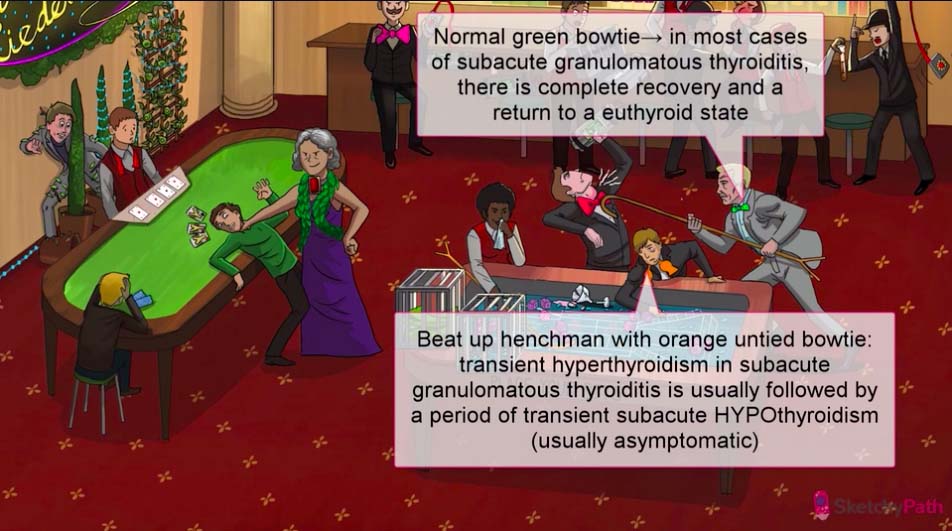 Normal green bowtie→ in most cases
of subacute granulomatous thyroiditis,
there is complete recovery and a
return to a euthyroid state
Beat up henchman with orange untied bowtie:
transient hyperthyroidism in subacute
granulomatous thyroiditis is usually followed by
a period of transient subacute HYPOthyroidism
(usually asymptomatic)
SketchyPath